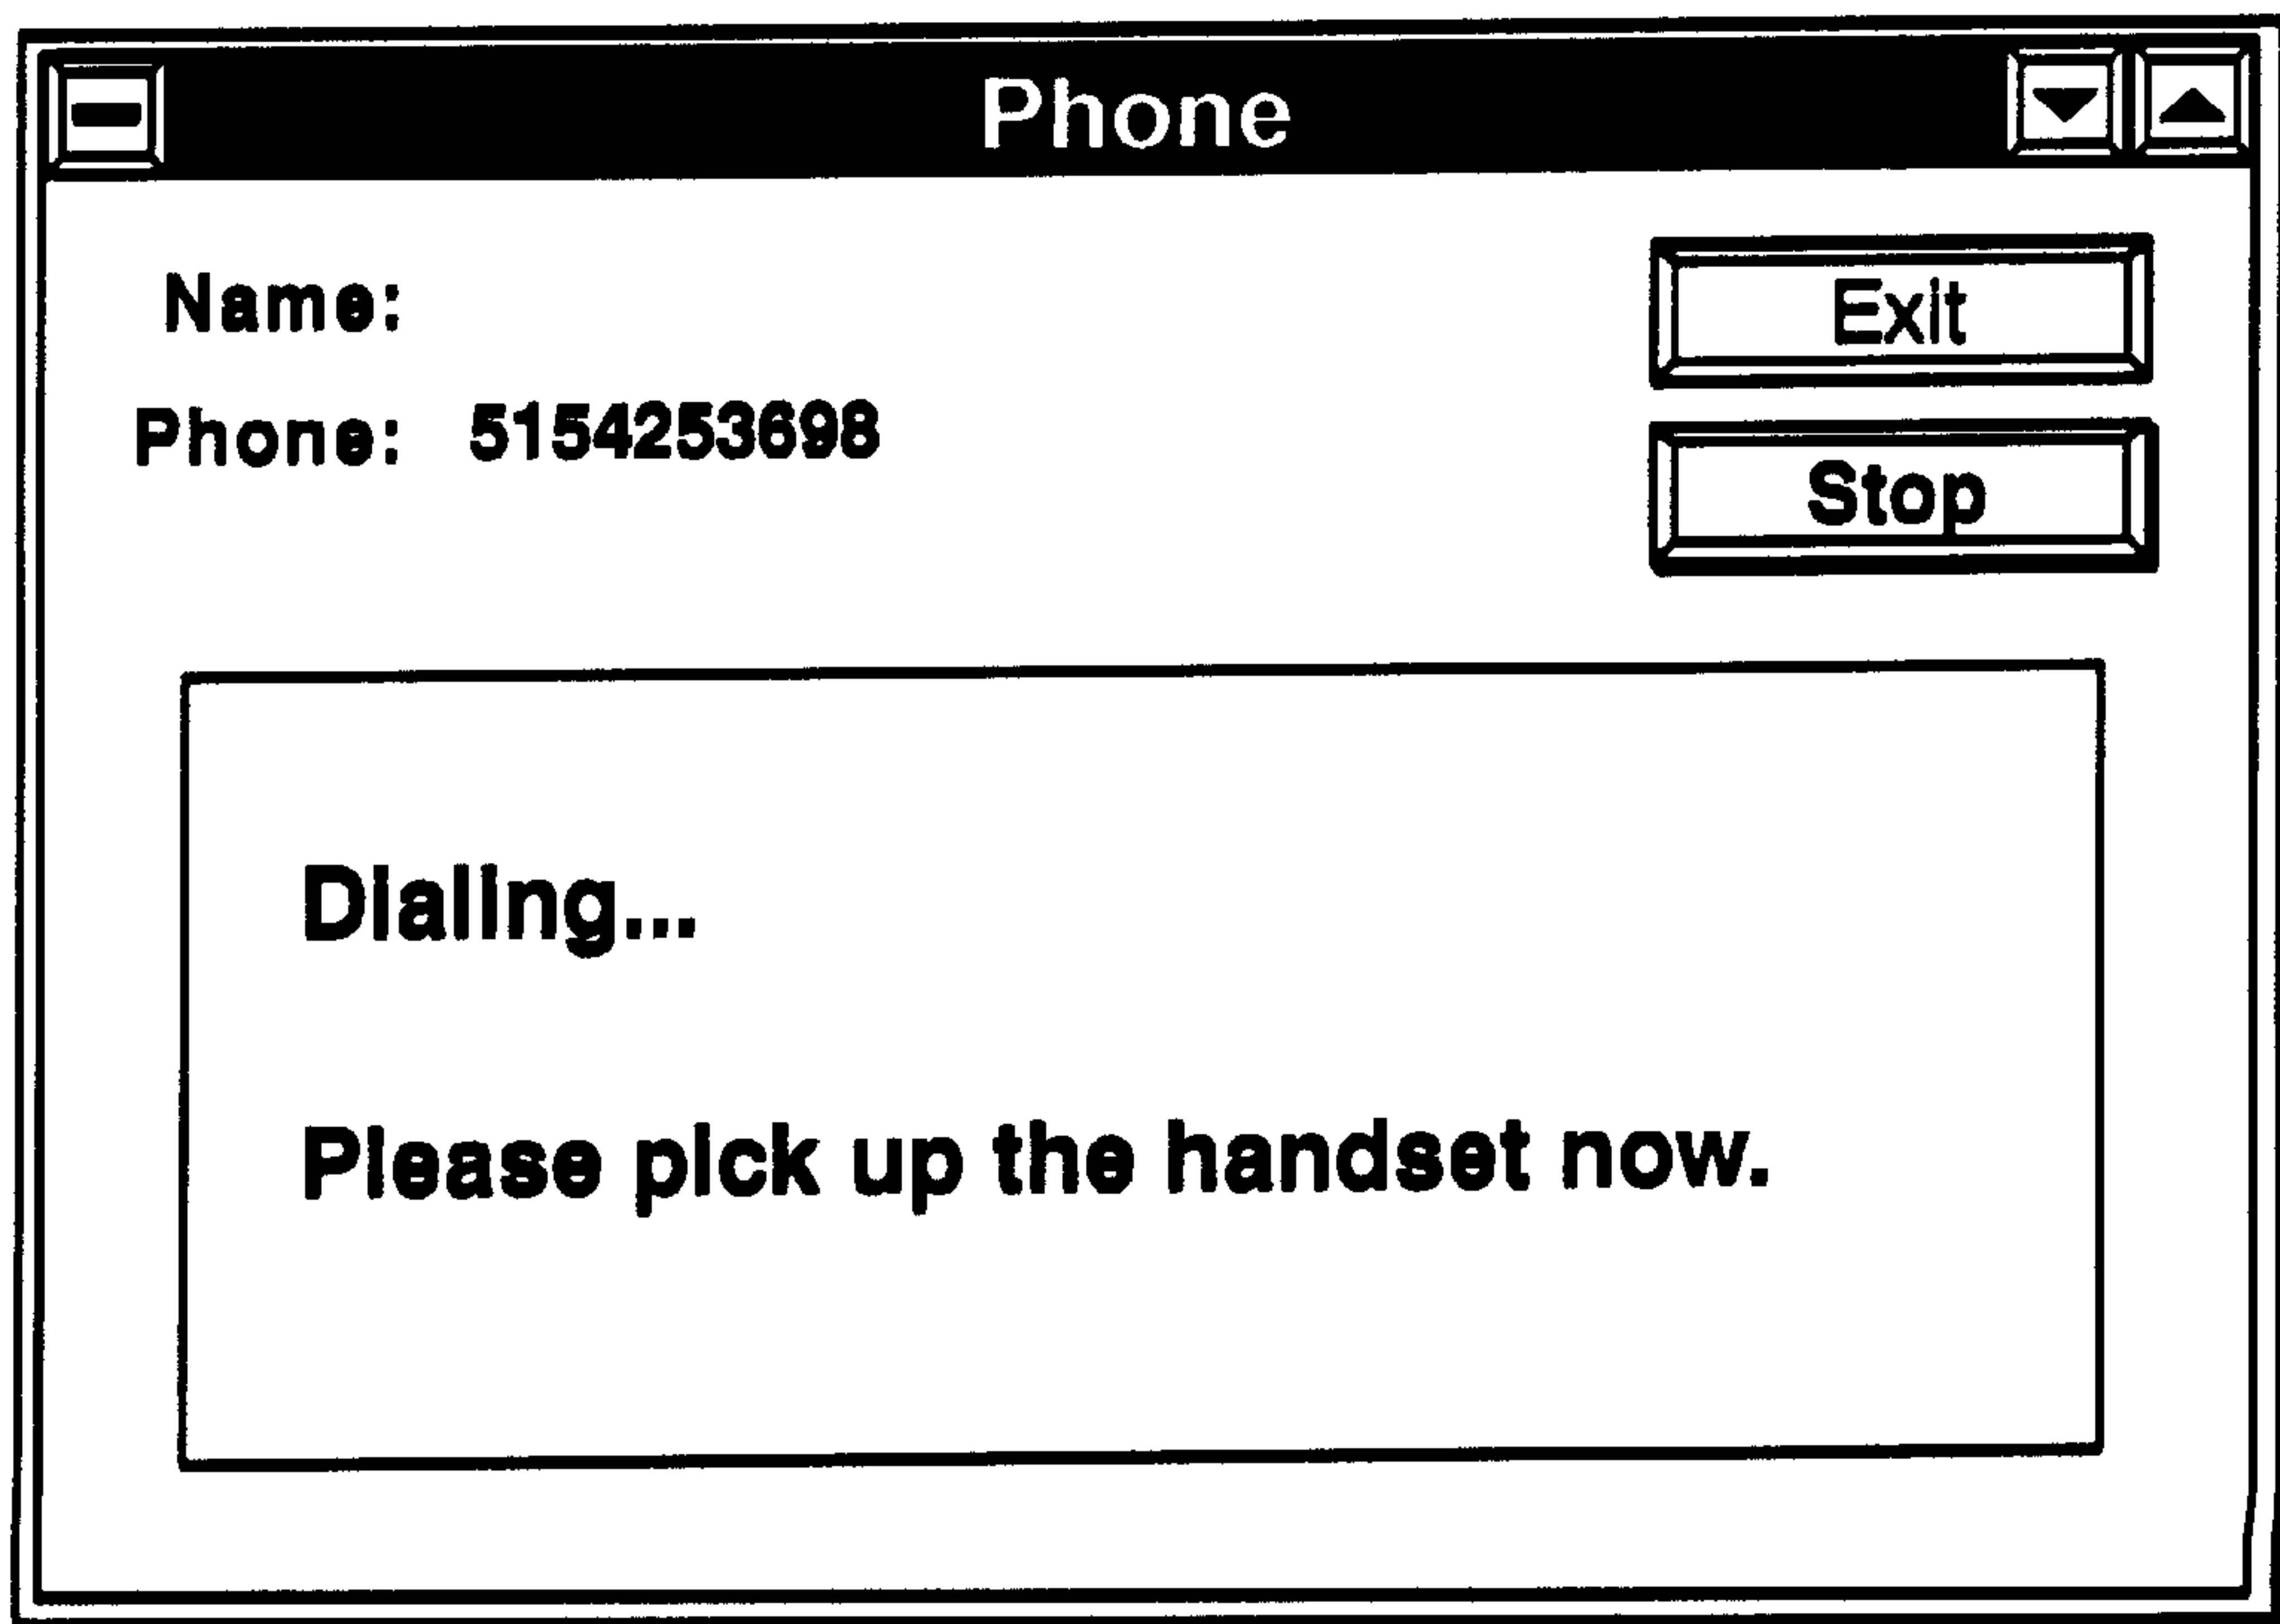 Phone
Name:
Exit
Phone: 5154253698
Stop
Dialing...
Please pick up the handset now.